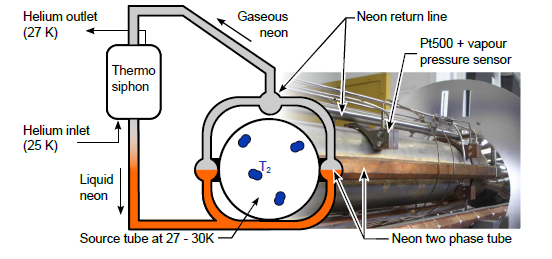 Helium outlet
(27 K)
Gaseous
neon
Neon return line
Pt500 + vapour
pressure sensor
Thermo
siphon
Helium inlet
(25 K)
T2
Liquid
neon
Source tube at 27 - 30K
Neon two phase tube